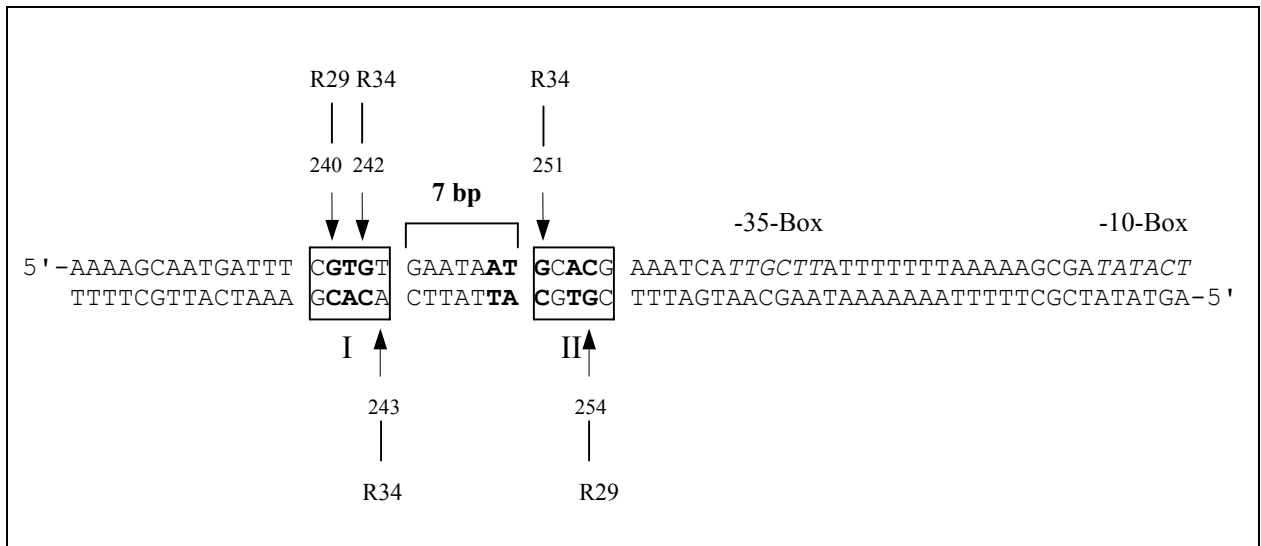 R29 R34 R34
240 242 251
7 bp
-35-Box -10-Box
5'-AAAAGCAATGATTT CGTGT GAATAAT GCACG AAATCATTGCTTATTTTTTTAAAAAGCGATATACT
TTTTCGTTACTAAA GCACA CTTATTA CGTGC TTTAGTAACGAATAAAAAAATTTTTCGCTATATGA-5'
I II
243 254
R34 R29